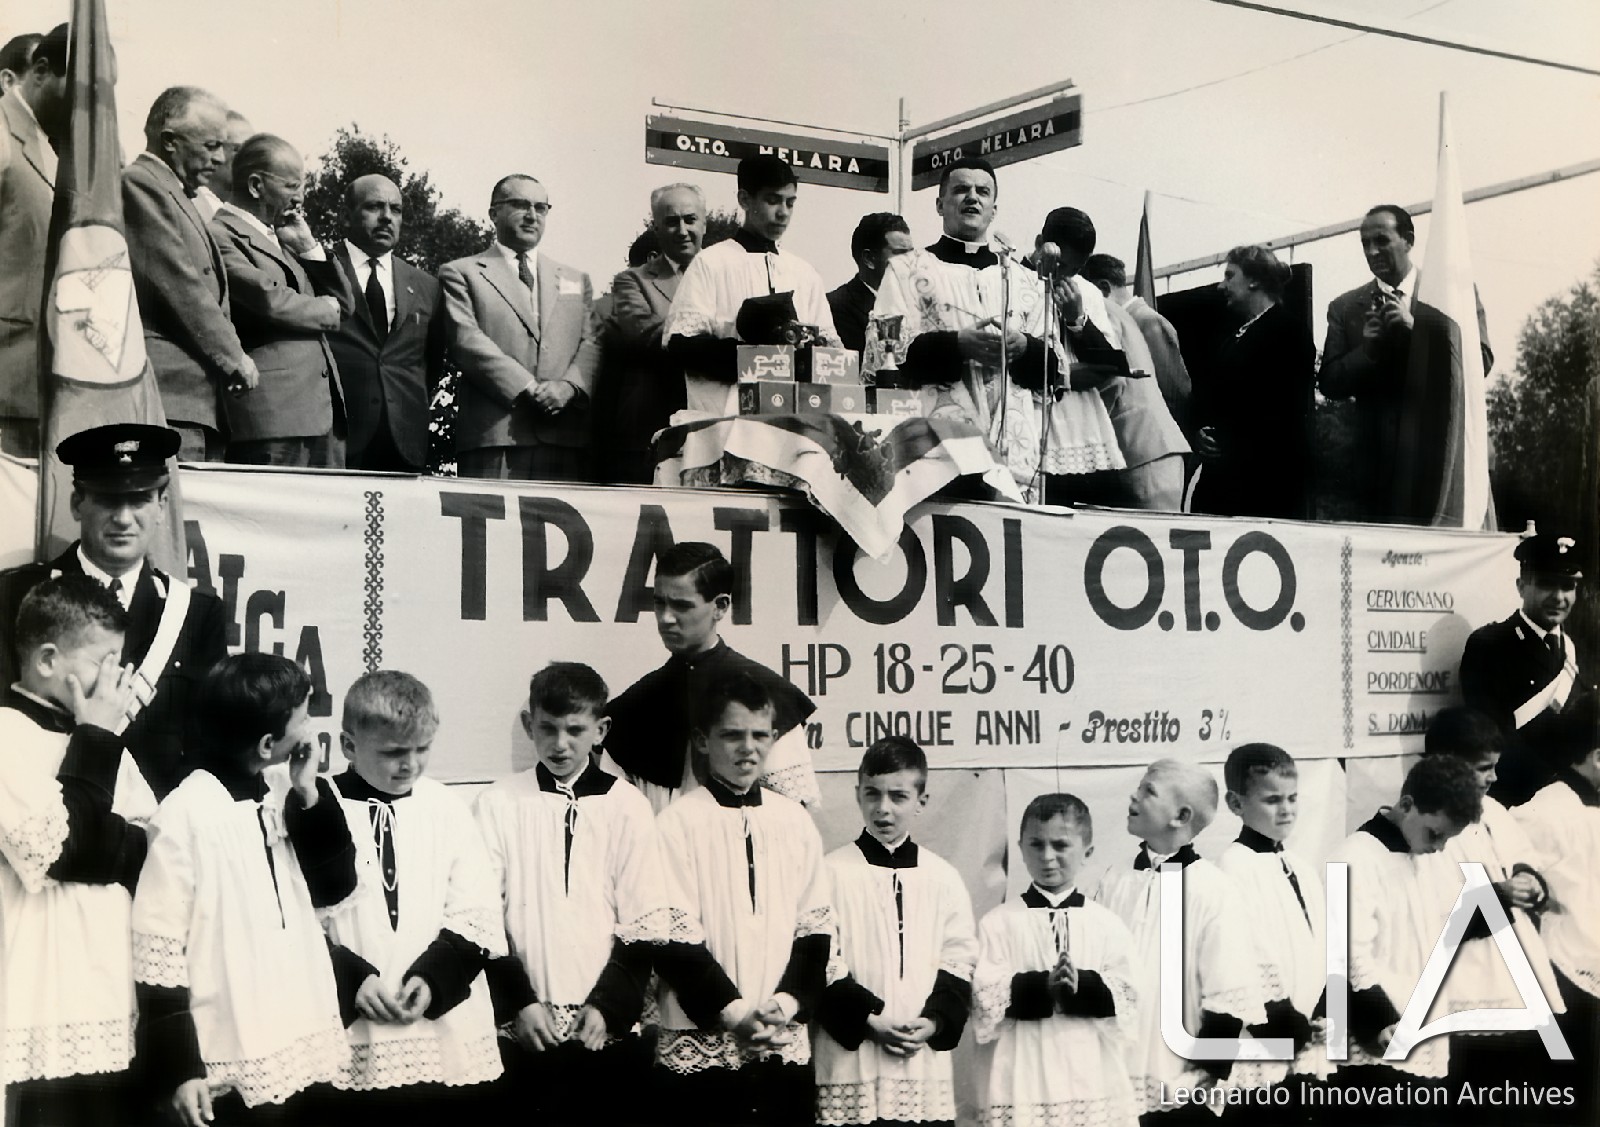 O.T.O. MELARA
O.T.O. MELARA
TRATTORI O.T.O.
HP 18-25-40
CINQUE ANNI - Prestito 3%
Agenzie:
CERVIGNANO
CIVIDALE
PORDENONE
S. DONA
LIA
Leonardo Innovation Archives